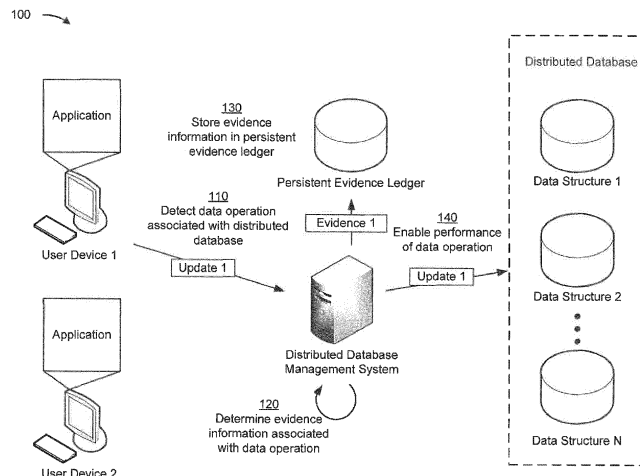 100
Application
User Device 1
Application
User Device 2
130
Store evidence
information in persistent
evidence ledger
Persistent Evidence Ledger
110
Detect data operation
associated with distributed
database
Update 1
Evidence 1
140
Enable performance
of data operation
Update 1
Distributed Database
Management System
120
Determine evidence
information associated
with data operation
Distributed Database
Data Structure 1
Data Structure 2
Data Structure N